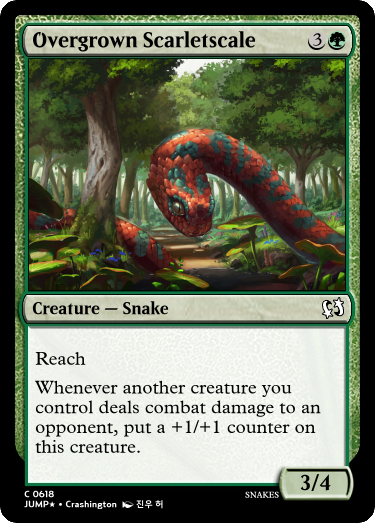 Overgrown Scarletscale 3
Creature — Snake
Reach
Whenever another creature you
control deals combat damage to an
opponent, put a +1/+1 counter on
this creature.
3/4
C 0618
SNAKES
JUMP★ • Crashington 진우 허